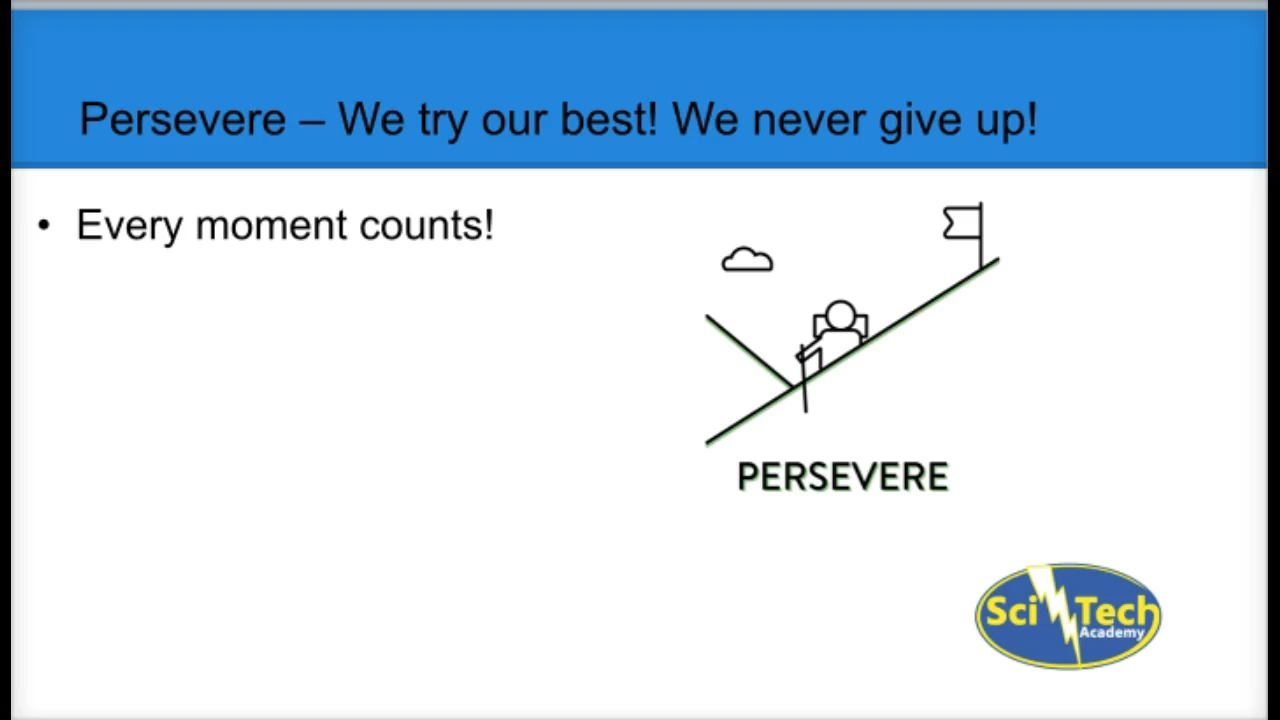 Persevere – We try our best! We never give up!
• Every moment counts!
PERSEVERE
Sci Tech
Academy